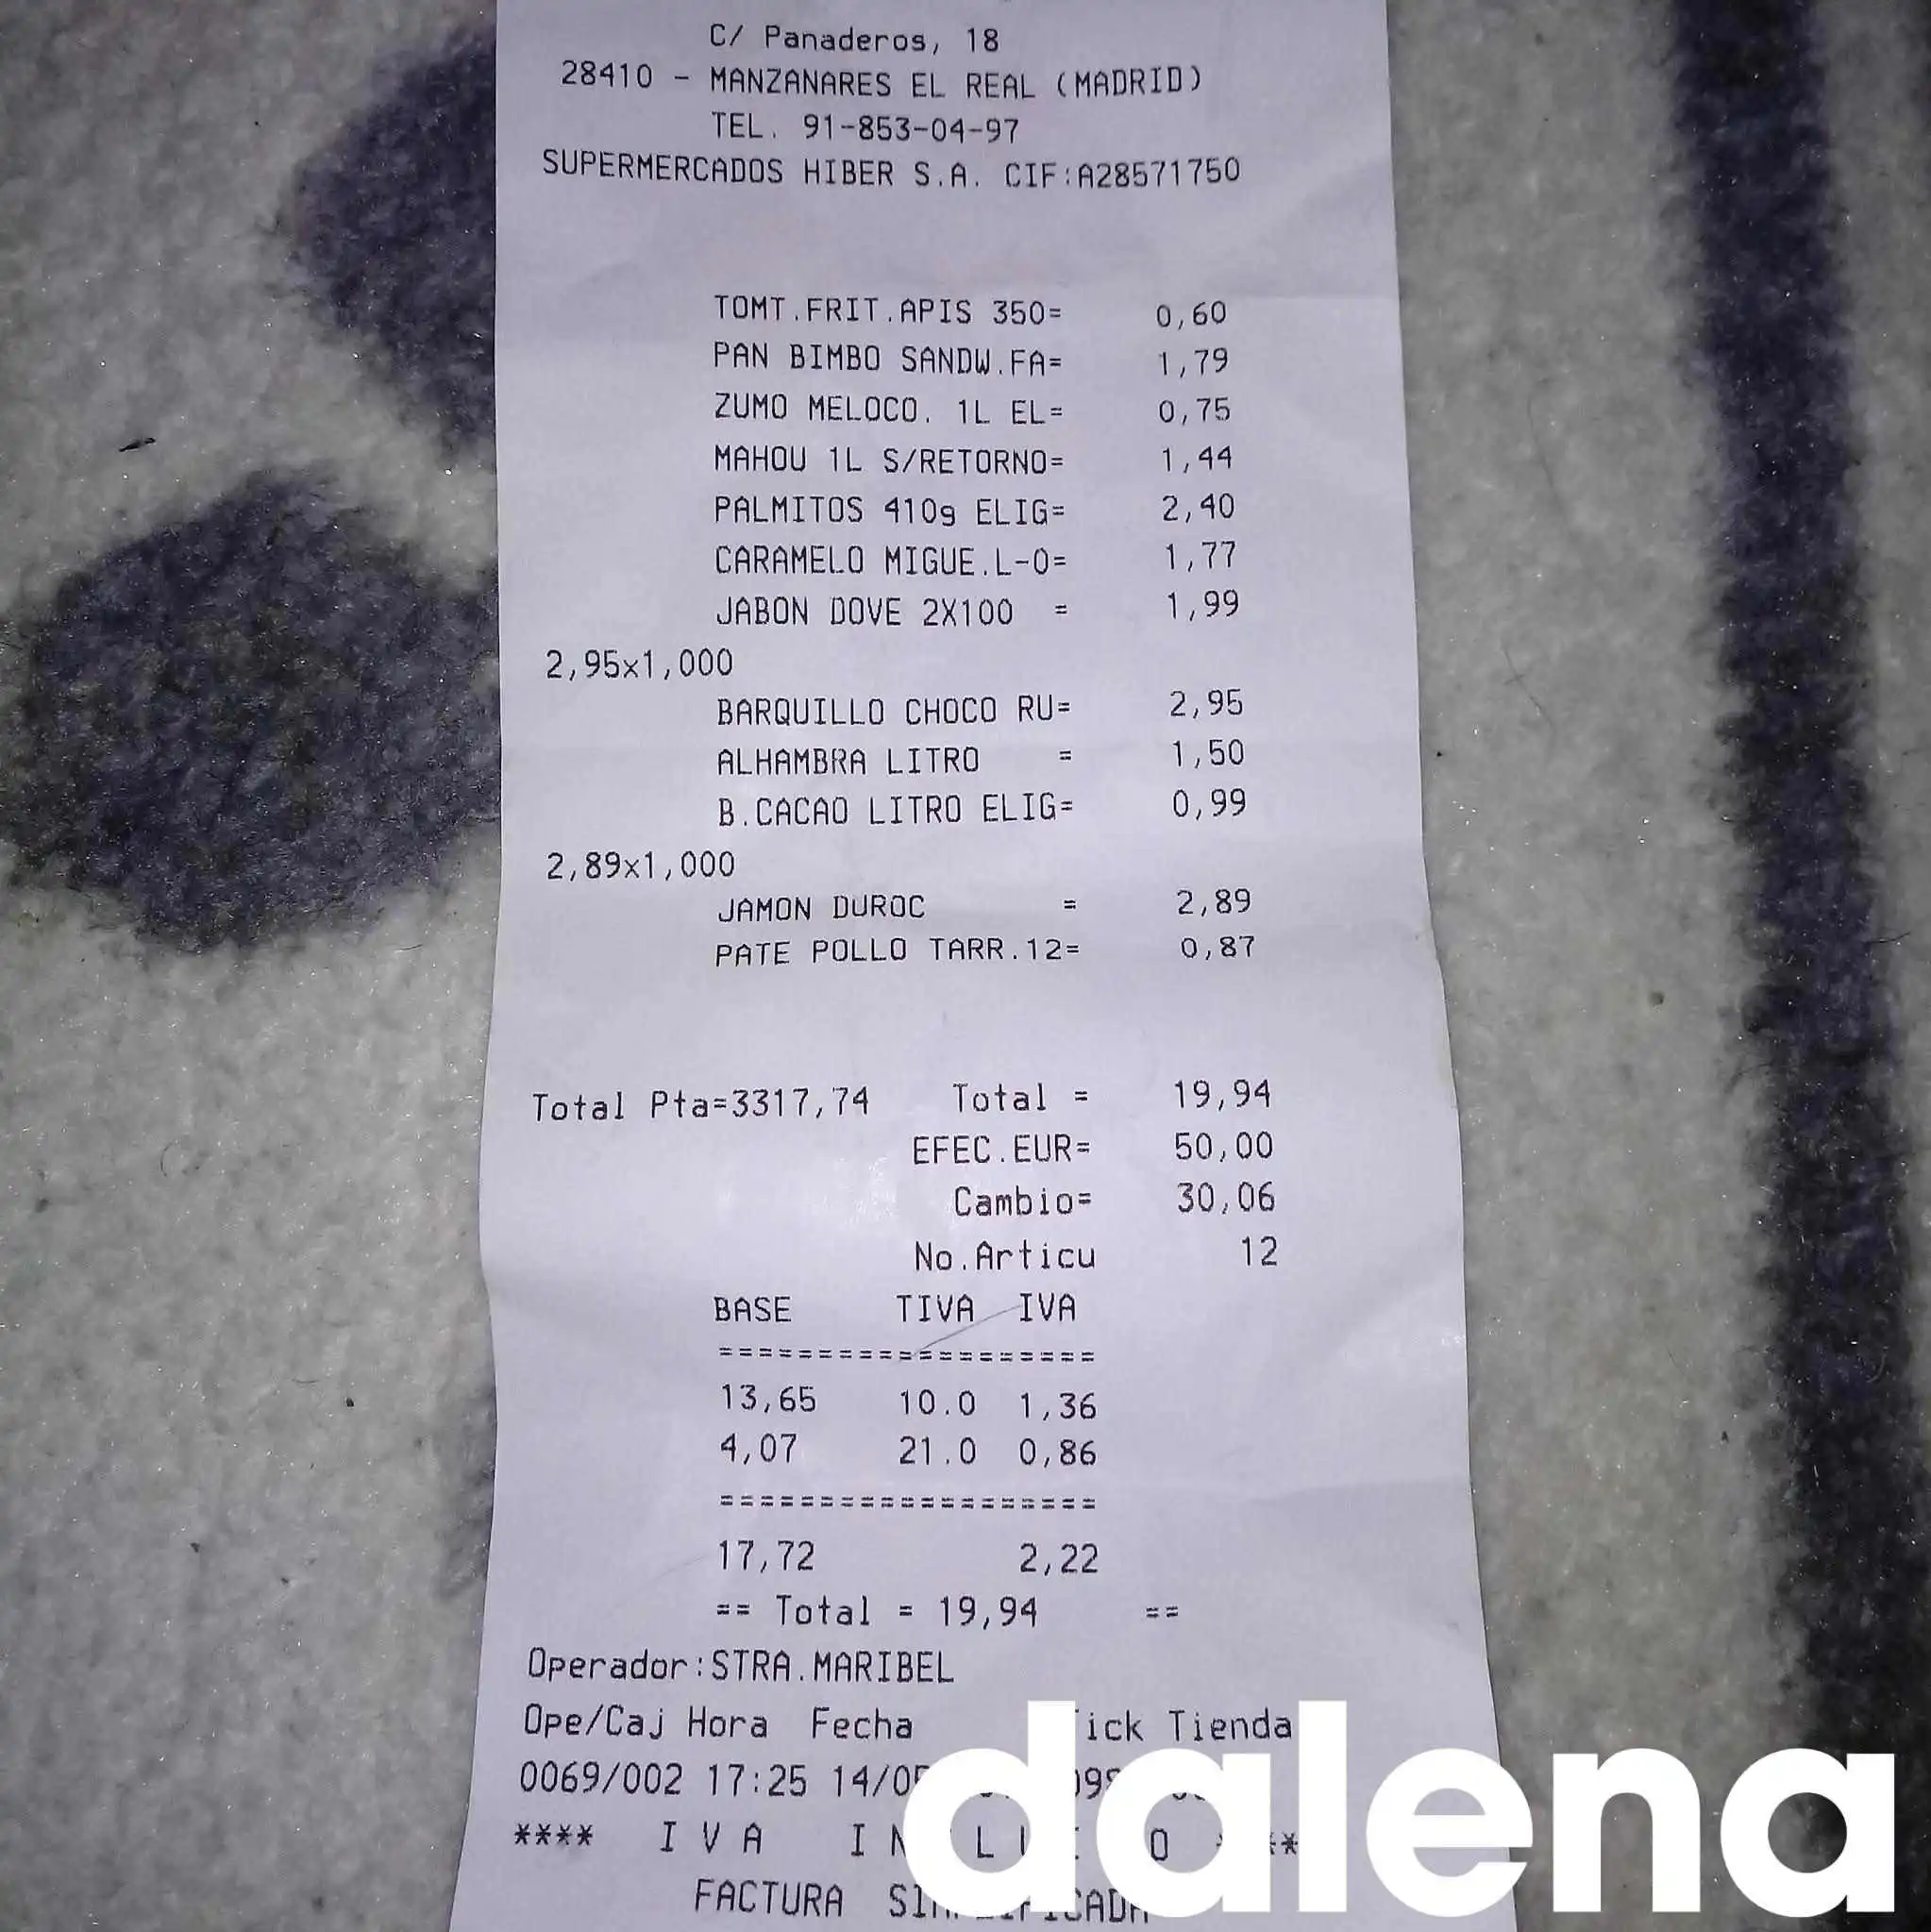 C/ Panaderos, 18
28410 - MANZANARES EL REAL (MADRID)
TEL. 91-853-04-97
SUPERMERCADOS HIBER S.A. CIF:A28571750
TOMT.FRIT.APIS 350= 0,60
PAN BIMBO SANDW.FA= 1,79
ZUMO MELOCO. 1L EL= 0,75
MAHOU 1L S/RETORNO= 1,44
PALMITOS 410g ELIG= 2,40
CARAMELO MIGUE.L-O= 1,77
JABON DOVE 2X100 = 1,99
2,95x1,000
BARQUILLO CHOCO RU= 2,95
ALHAMBRA LITRO = 1,50
B.CACAO LITRO ELIG= 0,99
2,89x1,000
JAMON DUROC = 2,89
PATE POLLO TARR.12= 0,87
Total Pta=3317,74 Total = 19,94
EFEC.EUR= 50,00
Cambio= 30,06
No.Articu 12
BASE TIVA IVA
===================
13,65 10.0 1,36
4,07 21.0 0,86
===================
17,72 2,22
== Total = 19,94 ==
Operador:STRA.MARIBEL
Ope/Caj Hora Fecha Tienda
0069/002 17:25
**** I V A
FACTURA
dalena